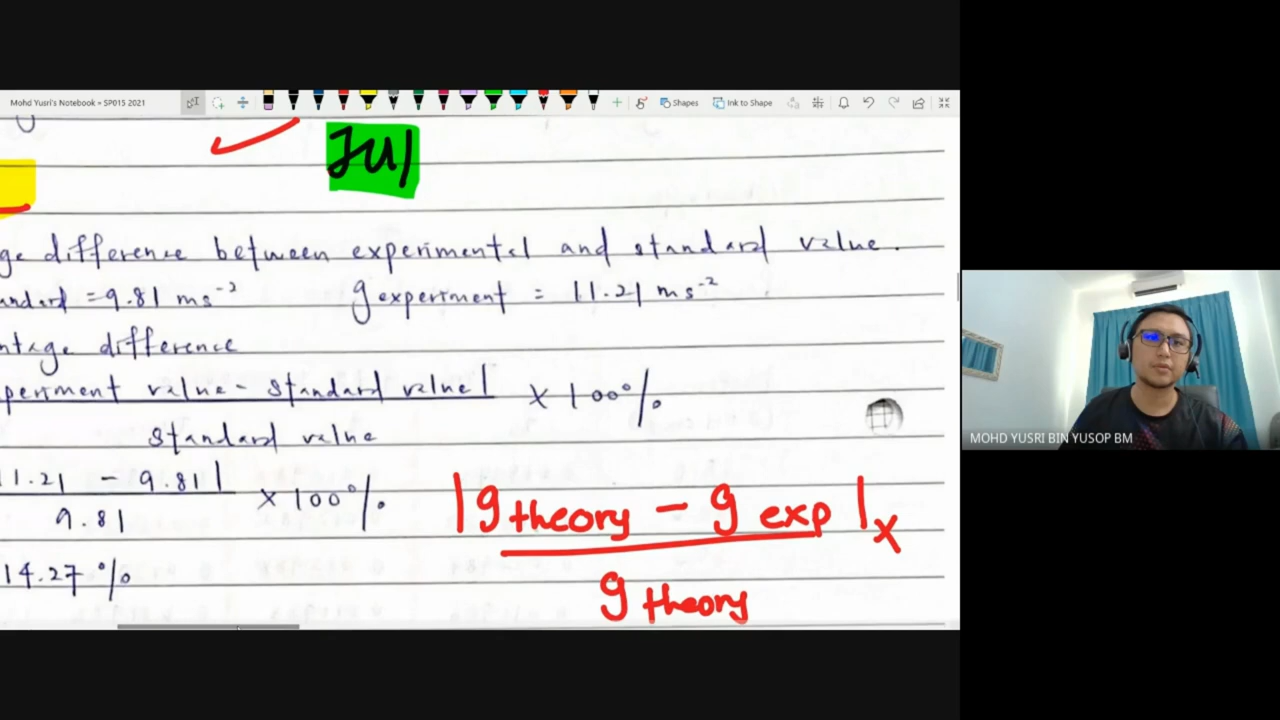 Mohd Yusri's Notebook » SP015 2021
Shapes
Ink to Shape
Jul
ge difference between experimental and standard value.
andard = 9.81 ms⁻² g experiment = 11.21 ms⁻²
ntage difference
periment value - standard value| × 100%
standard value
11.21 - 9.81| × 100%
9.81
14.27 %
|g theory - g exp| x
g theory
MOHD YUSRI BIN YUSOP BM